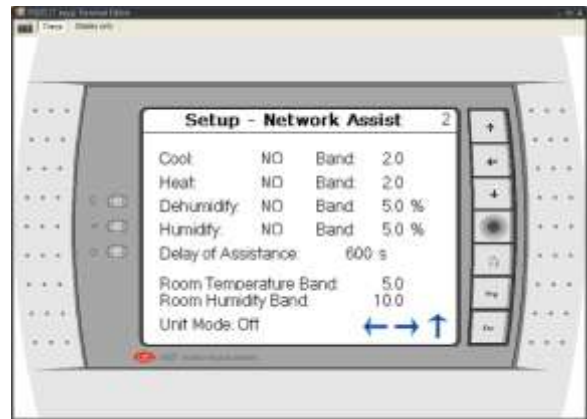 Setup - Network Assist 2
Cool: NO Band: 2.0
Heat: NO Band: 2.0
Dehumidify: NO Band: 5.0 %
Humidify: NO Band: 5.0 %
Delay of Assistance: 600 s
Room Temperature Band: 5.0
Room Humidity Band: 10.0
Unit Mode: Off